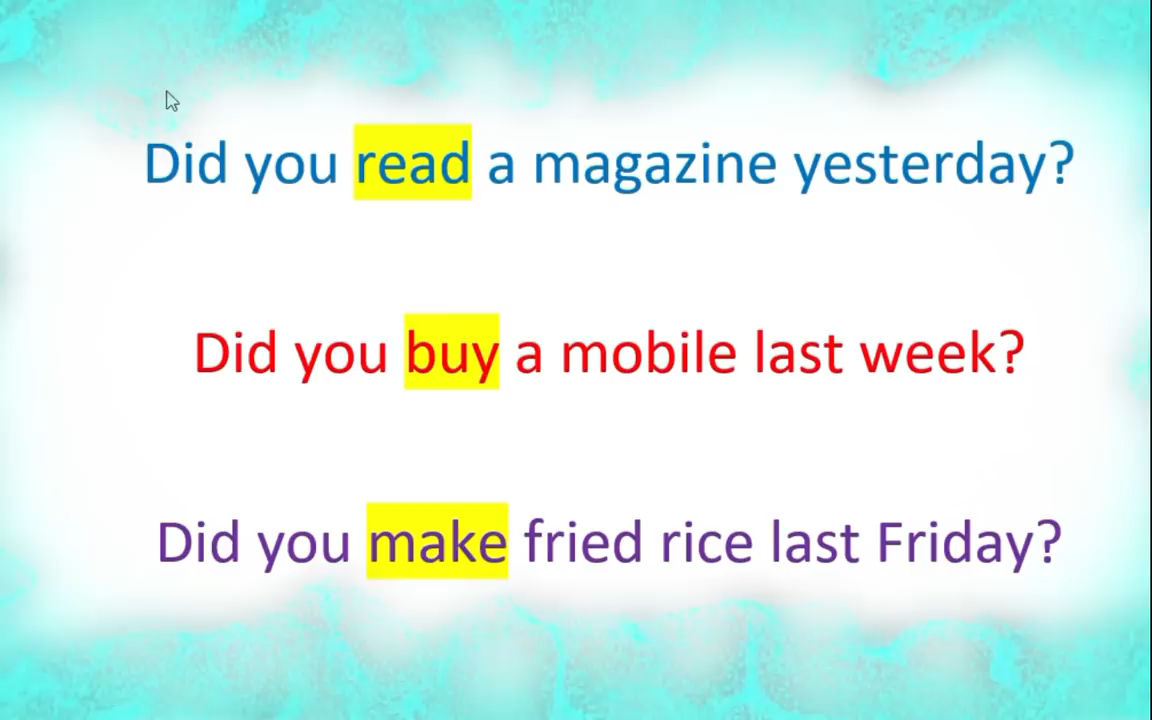 Did you read a magazine yesterday?
Did you buy a mobile last week?
Did you make fried rice last Friday?